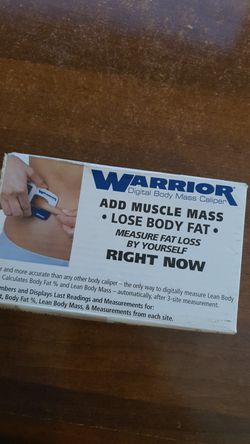 WARRIOR
Digital Body Mass Caliper
ADD MUSCLE MASS
• LOSE BODY FAT •
MEASURE FAT LOSS
BY YOURSELF
RIGHT NOW
and more accurate than any other body caliper – the only way to digitally measure Lean Body
Calculates Body Fat % and Lean Body Mass – automatically, after 3-site measurement.
mbers and Displays Last Readings and Measurements for:
t, Body Fat %, Lean Body Mass, & Measurements from each site.